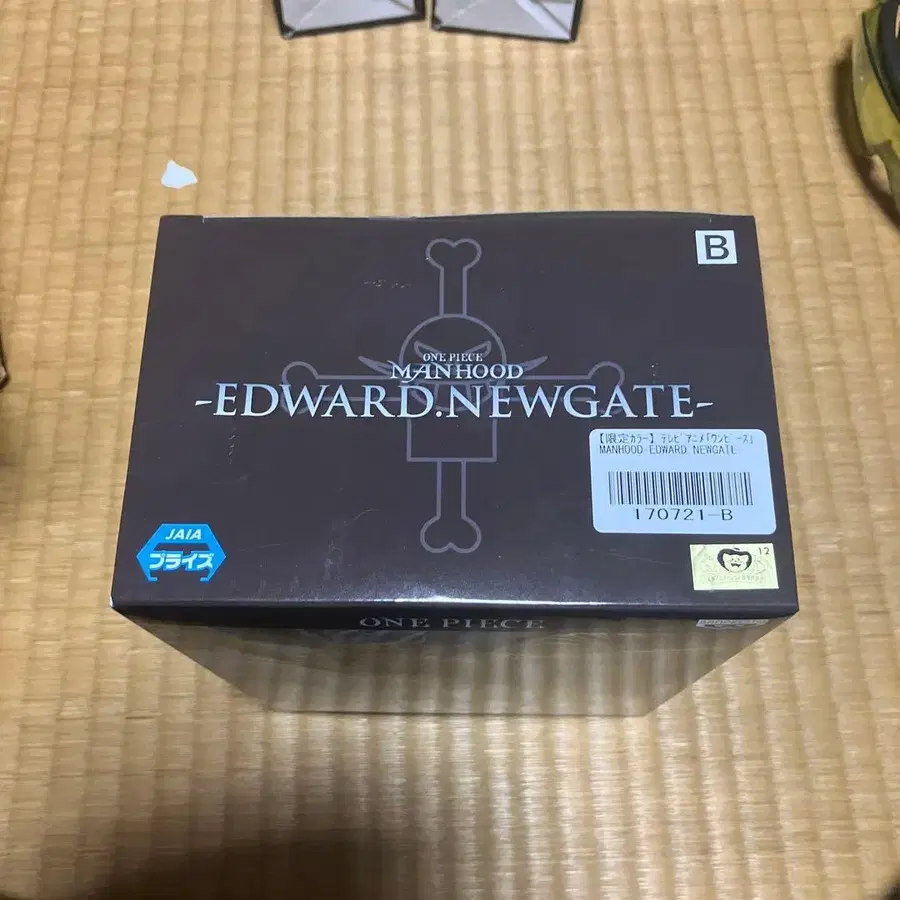 B
ONE PIECE
MANHOOD
-EDWARD.NEWGATE-
【限定カラー】テレビアニメ「ワンピース」
MANHOOD EDWARD NEWGATE
170721-B
JAIA
プライズ
12
ONE PIECE